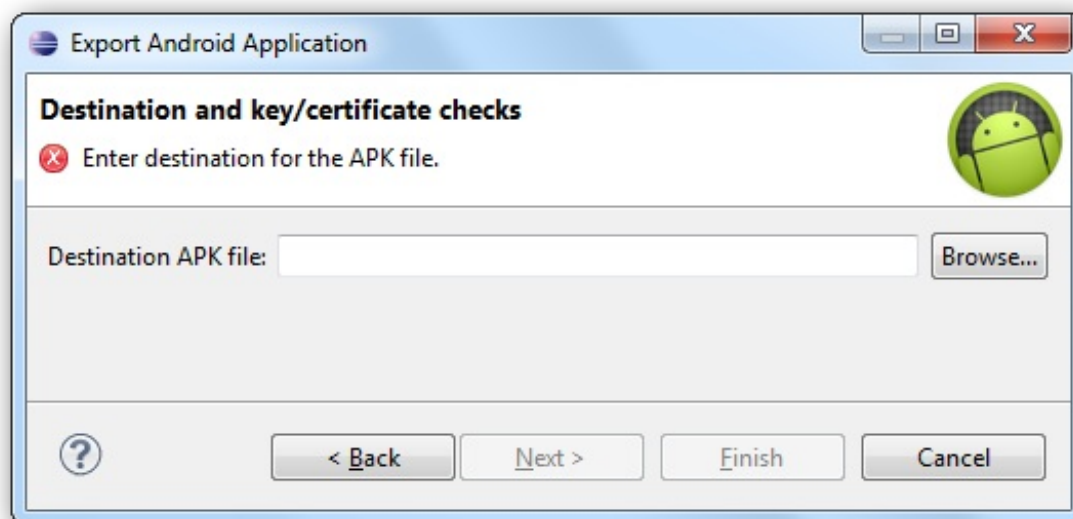 Export Android Application
Destination and key/certificate checks
Enter destination for the APK file.
Destination APK file: Browse...
? < Back Next > Finish Cancel